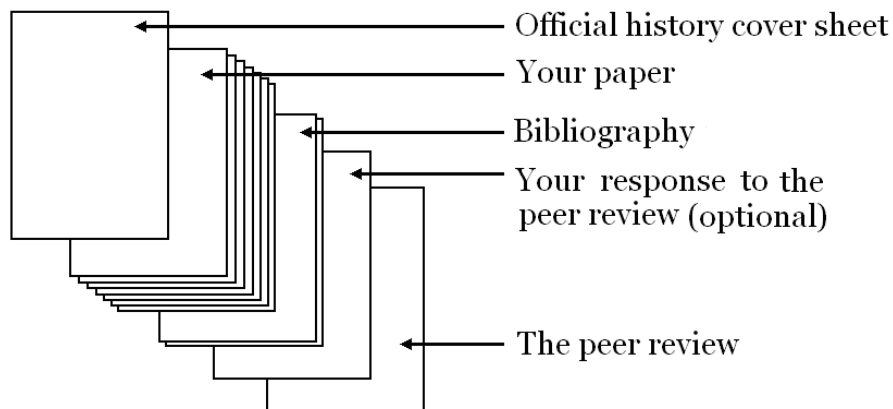 Official history cover sheet
Your paper
Bibliography
Your response to the
peer review (optional)
The peer review